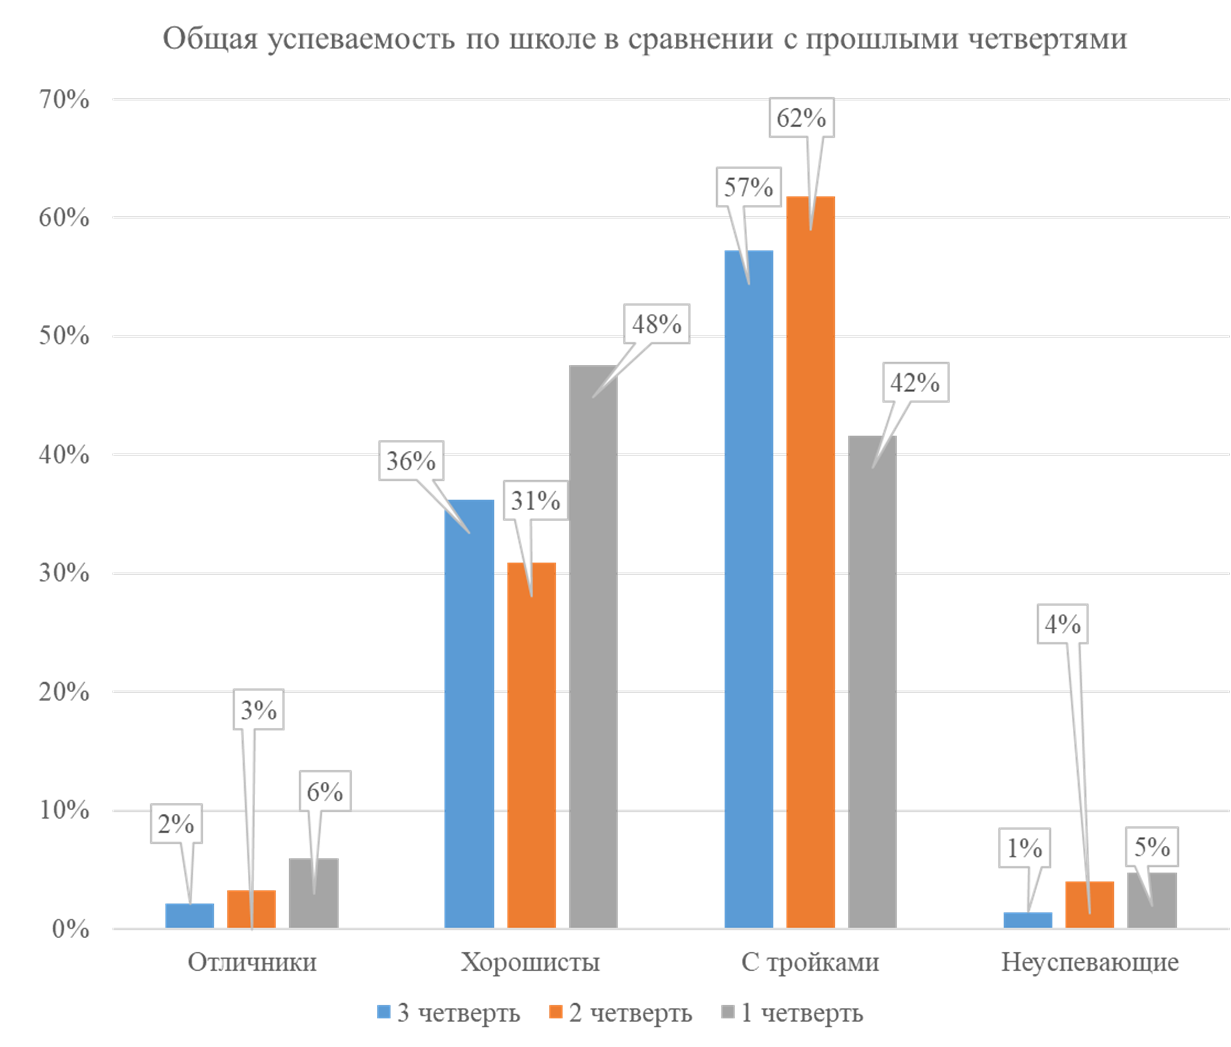 Общая успеваемость по школе в сравнении с прошлыми четвертями
70%
60%
50%
40%
30%
20%
10%
0%
2%
3%
6%
36%
31%
48%
57%
62%
42%
1%
4%
5%
Отличники
Хорошисты
С тройками
Неуспевающие
3 четверть
2 четверть
1 четверть